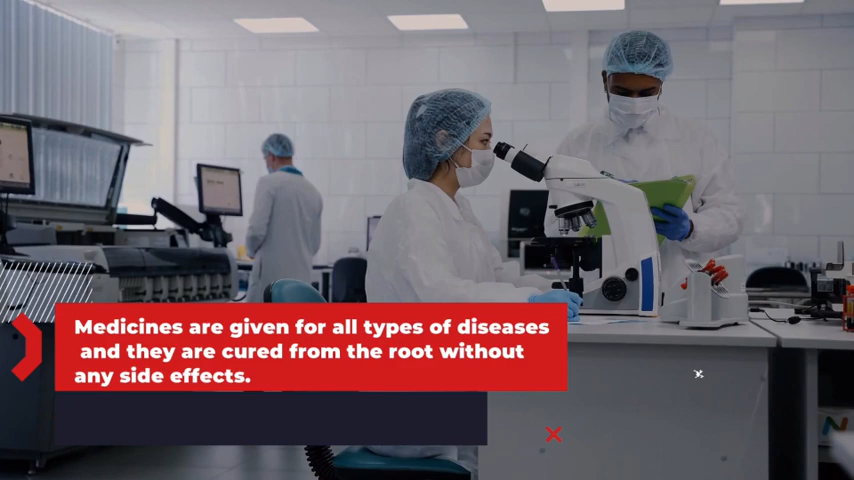 Medicines are given for all types of diseases
and they are cured from the root without
any side effects.